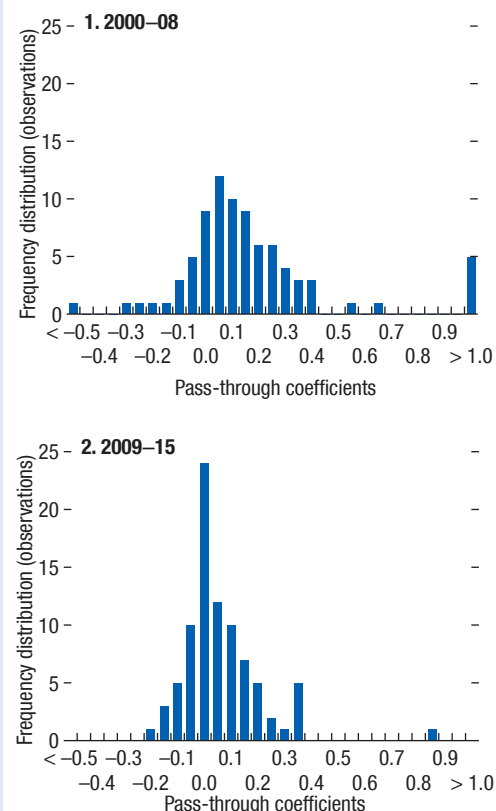 1. 2000–08
Frequency distribution (observations)
25
20
15
10
5
0
< –0.5 –0.3 –0.1 0.1 0.3 0.5 0.7 0.9
–0.4 –0.2 0.0 0.2 0.4 0.6 0.8 > 1.0
Pass-through coefficients
2. 2009–15
Frequency distribution (observations)
25
20
15
10
5
0
< –0.5 –0.3 –0.1 0.1 0.3 0.5 0.7 0.9
–0.4 –0.2 0.0 0.2 0.4 0.6 0.8 > 1.0
Pass-through coefficients